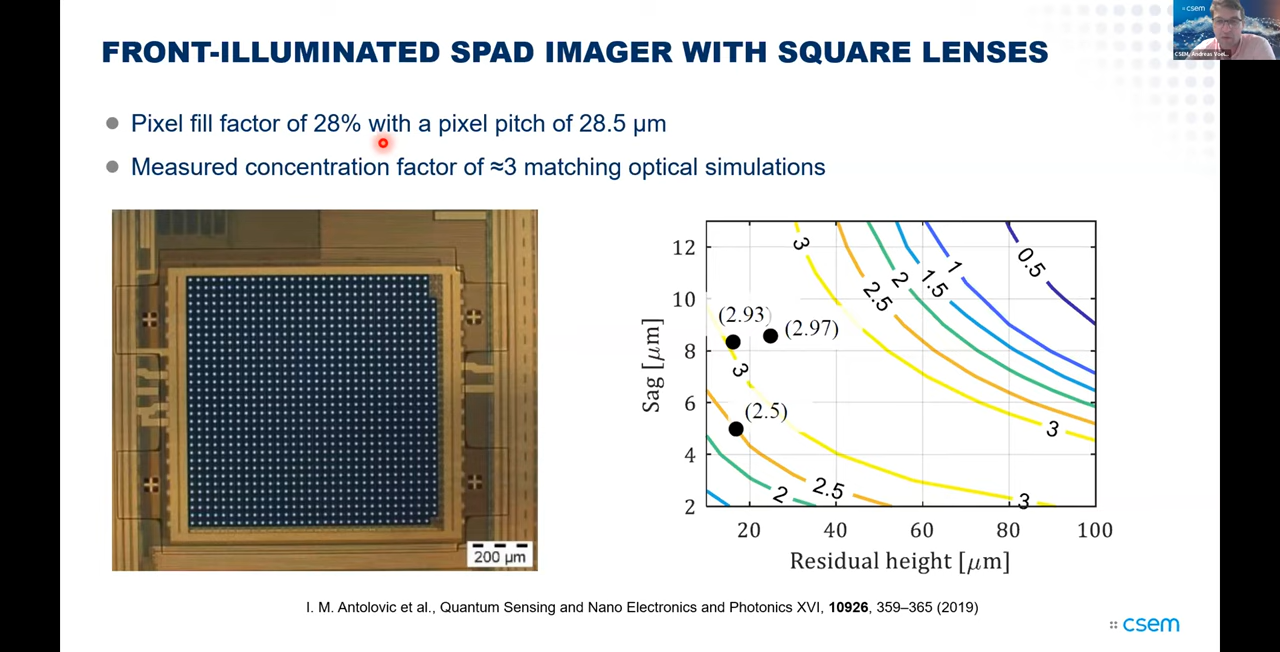 csem
CSEM, Andreas Voel...
FRONT-ILLUMINATED SPAD IMAGER WITH SQUARE LENSES
Pixel fill factor of 28% with a pixel pitch of 28.5 µm
Measured concentration factor of ≈3 matching optical simulations
200 µm
Sag [µm]
12
10
8
6
4
2
3
2.5
2
1.5
1
0.5
(2.93)
(2.97)
3
(2.5)
3
2
2.5
3
20
40
60
80
100
Residual height [µm]
I. M. Antolovic et al., Quantum Sensing and Nano Electronics and Photonics XVI, 10926, 359–365 (2019)
csem